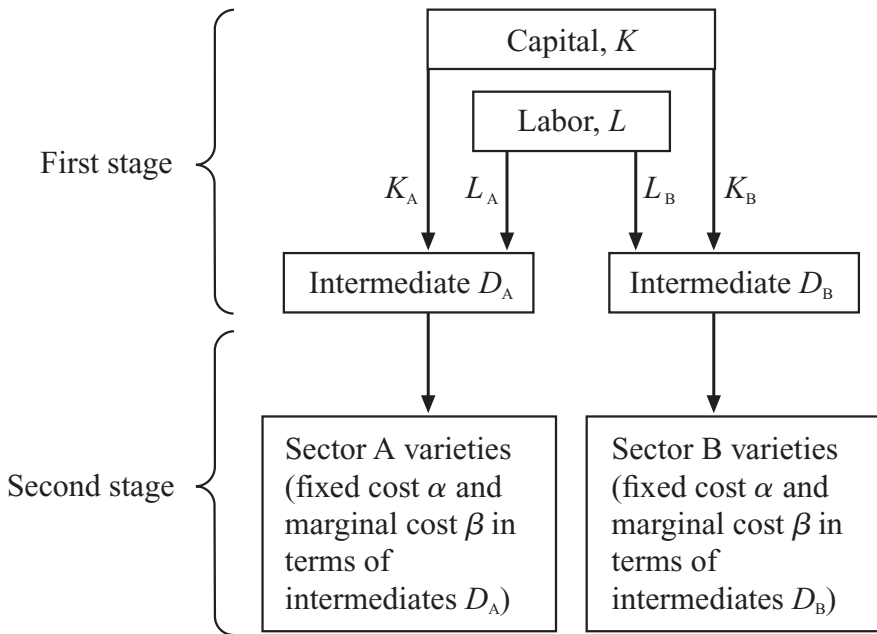 Capital, K
Labor, L
First stage
K_A
L_A
L_B
K_B
Intermediate D_A
Intermediate D_B
Second stage
Sector A varieties
(fixed cost α and
marginal cost β in
terms of
intermediates D_A)
Sector B varieties
(fixed cost α and
marginal cost β in
terms of
intermediates D_B)